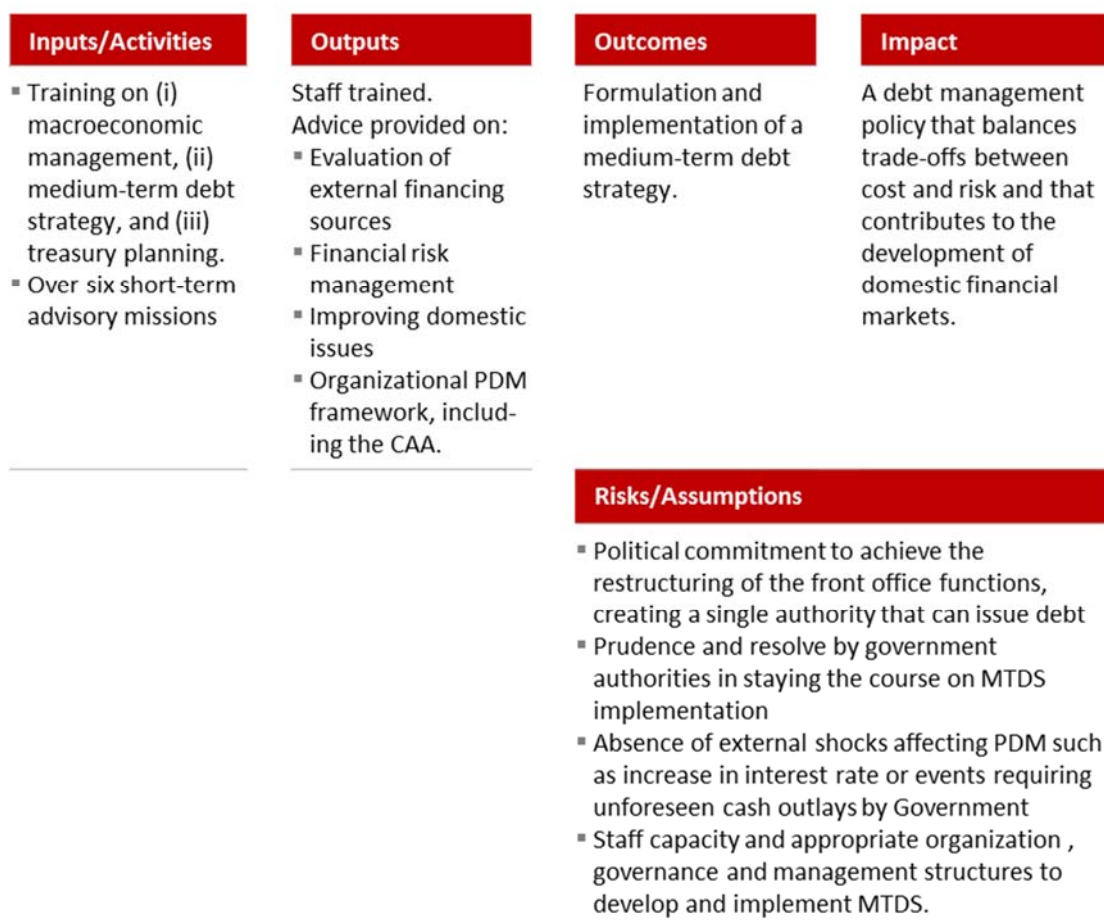 Inputs/Activities
▪ Training on (i)
macroeconomic
management, (ii)
medium-term debt
strategy, and (iii)
treasury planning.
▪ Over six short-term
advisory missions
Outputs
Staff trained.
Advice provided on:
▪ Evaluation of
external financing
sources
▪ Financial risk
management
▪ Improving domestic
issues
▪ Organizational PDM
framework, includ-
ing the CAA.
Outcomes
Formulation and
implementation of a
medium-term debt
strategy.
Impact
A debt management
policy that balances
trade-offs between
cost and risk and that
contributes to the
development of
domestic financial
markets.
Risks/Assumptions
▪ Political commitment to achieve the
restructuring of the front office functions,
creating a single authority that can issue debt
▪ Prudence and resolve by government
authorities in staying the course on MTDS
implementation
▪ Absence of external shocks affecting PDM such
as increase in interest rate or events requiring
unforeseen cash outlays by Government
▪ Staff capacity and appropriate organization ,
governance and management structures to
develop and implement MTDS.